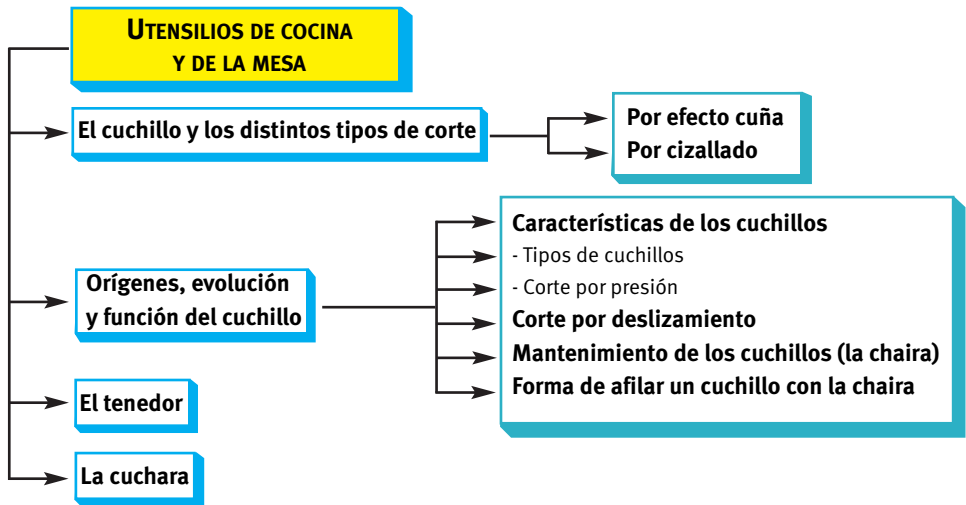 UTENSILIOS DE COCINA
Y DE LA MESA
El cuchillo y los distintos tipos de corte
Por efecto cuña
Por cizallado
Orígenes, evolución
y función del cuchillo
Características de los cuchillos
- Tipos de cuchillos
- Corte por presión
Corte por deslizamiento
Mantenimiento de los cuchillos (la chaira)
Forma de afilar un cuchillo con la chaira
El tenedor
La cuchara